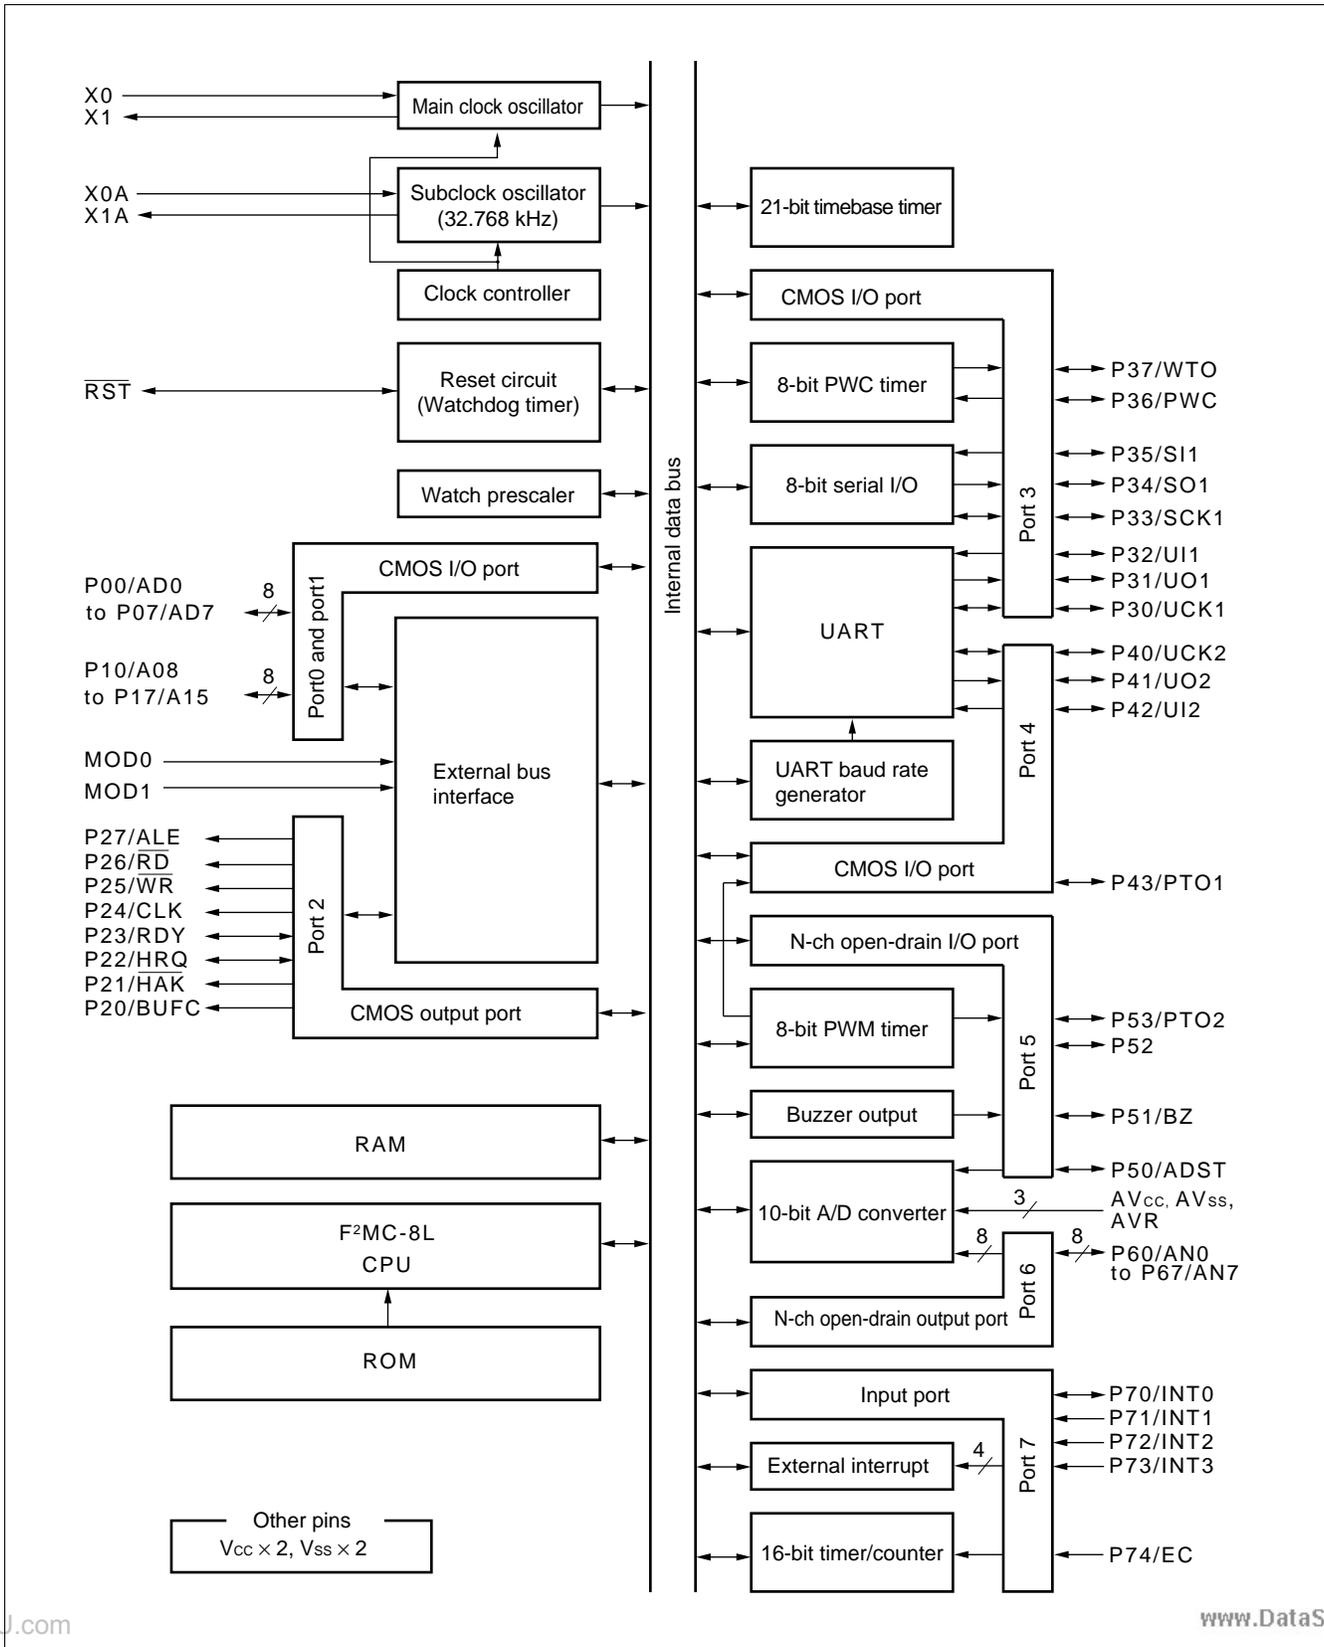 X0
X1
Main clock oscillator
X0A
X1A
Subclock oscillator
(32.768 kHz)
Clock controller
RST
Reset circuit
(Watchdog timer)
Watch prescaler
CMOS I/O port
Port0 and port1
P00/AD0
to P07/AD7
8
P10/A08
to P17/A15
8
MOD0
MOD1
External bus
interface
P27/ALE
P26/RD
P25/WR
P24/CLK
P23/RDY
P22/HRQ
P21/HAK
P20/BUFC
Port 2
CMOS output port
RAM
F²MC-8L
CPU
ROM
Other pins
Vcc × 2, Vss × 2
Internal data bus
21-bit timebase timer
CMOS I/O port
8-bit PWC timer
8-bit serial I/O
UART
Port 3
P37/WTO
P36/PWC
P35/SI1
P34/SO1
P33/SCK1
P32/UI1
P31/UO1
P30/UCK1
P40/UCK2
P41/UO2
P42/UI2
Port 4
UART baud rate
generator
CMOS I/O port
P43/PTO1
N-ch open-drain I/O port
8-bit PWM timer
Port 5
P53/PTO2
P52
Buzzer output
P51/BZ
P50/ADST
10-bit A/D converter
3
AVcc, AVss,
AVR
8
8
P60/AN0
to P67/AN7
Port 6
N-ch open-drain output port
Input port
P70/INT0
P71/INT1
P72/INT2
P73/INT3
Port 7
External interrupt
4
16-bit timer/counter
P74/EC
J.com
www.DataS